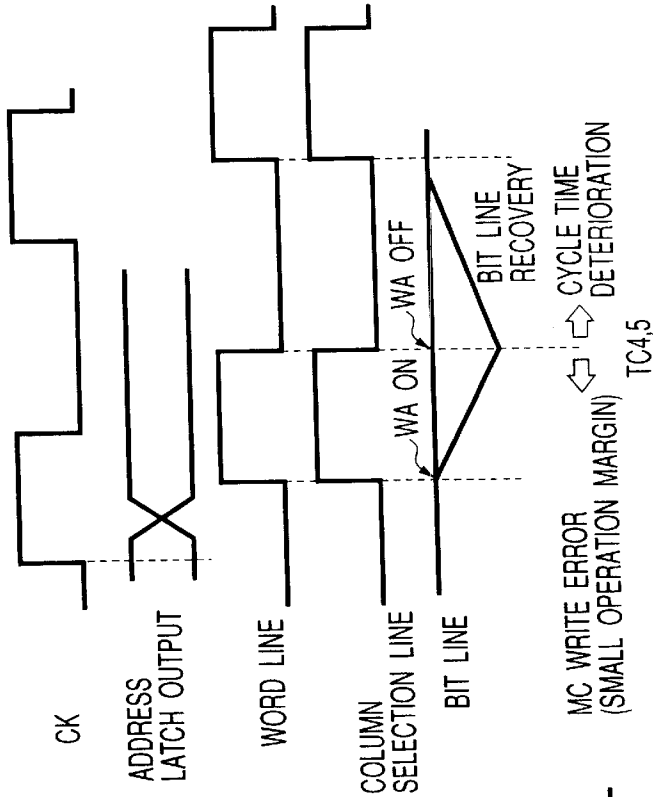 CK
ADDRESS
LATCH OUTPUT
WORD LINE
COLUMN
SELECTION LINE
BIT LINE
WA ON
WA OFF
BIT LINE
RECOVERY
MC WRITE ERROR
(SMALL OPERATION MARGIN)
CYCLE TIME
DETERIORATION
TC4,5